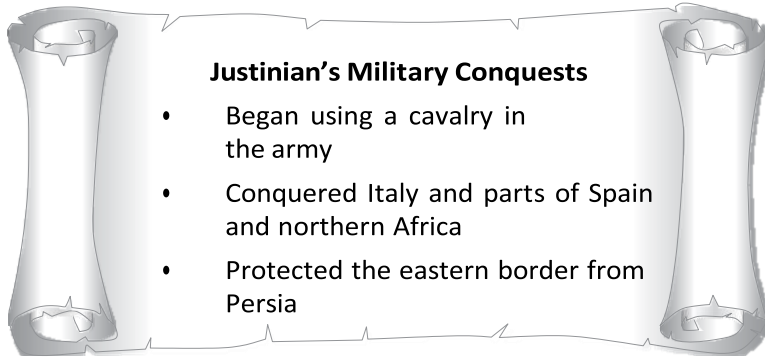 Justinian’s Military Conquests
• Began using a cavalry in
the army
• Conquered Italy and parts of Spain
and northern Africa
• Protected the eastern border from
Persia